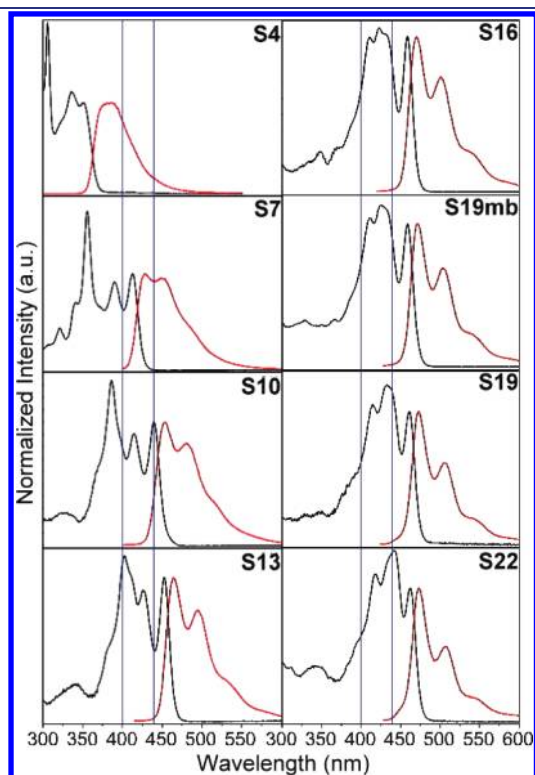 S4
S16
S7
S19mb
S10
S19
S13
S22
Normalized Intensity (a.u.)
300 350 400 450 500 550 300 350 400 450 500 550 600
Wavelength (nm)